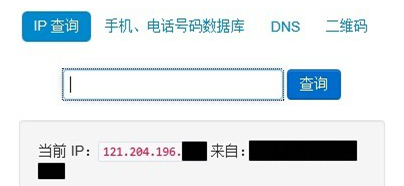 IP 查询 手机、电话号码数据库 DNS 二维码
查询
当前 IP： 121.204.196. 来自：